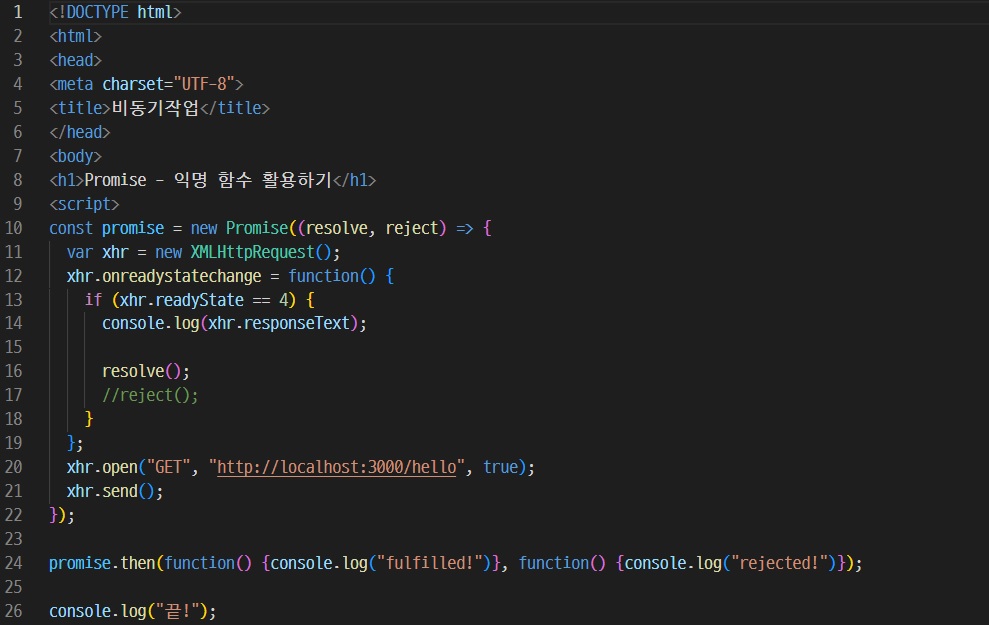 1 <!DOCTYPE html>
2 <html>
3 <head>
4 <meta charset="UTF-8">
5 <title>비동기작업</title>
6 </head>
7 <body>
8 <h1>Promise - 익명 함수 활용하기</h1>
9 <script>
10 const promise = new Promise((resolve, reject) => {
11   var xhr = new XMLHttpRequest();
12   xhr.onreadystatechange = function() {
13     if (xhr.readyState == 4) {
14       console.log(xhr.responseText);
15
16       resolve();
17       //reject();
18     }
19   };
20   xhr.open("GET", "http://localhost:3000/hello", true);
21   xhr.send();
22 });
23
24 promise.then(function() {console.log("fulfilled!")}, function() {console.log("rejected!")});
25
26 console.log("끝!");